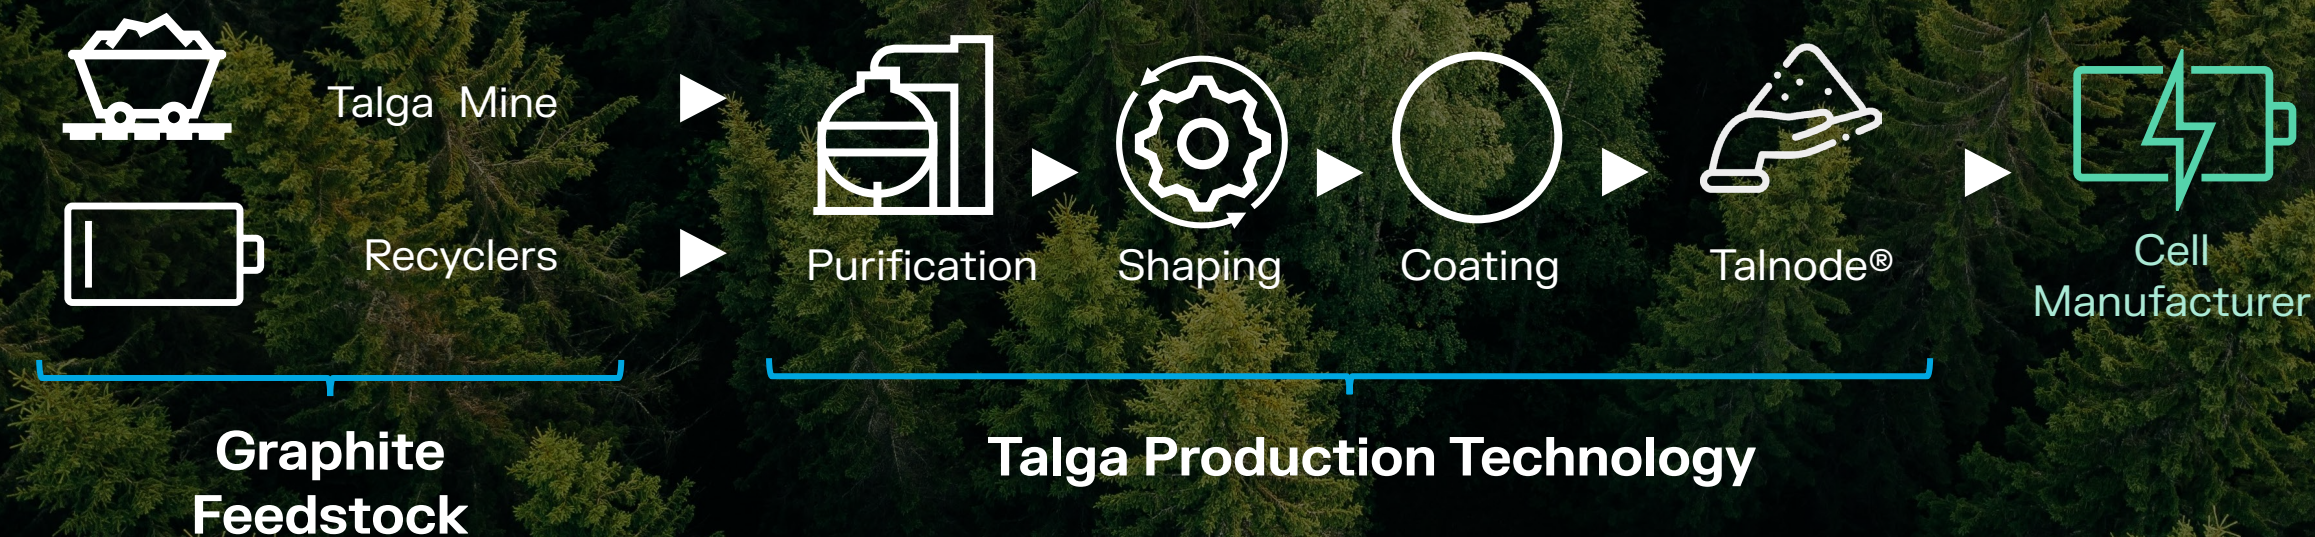 Talga Mine
Recyclers
Purification
Shaping
Coating
Talnode®
Cell
Manufacturer
Graphite
Feedstock
Talga Production Technology